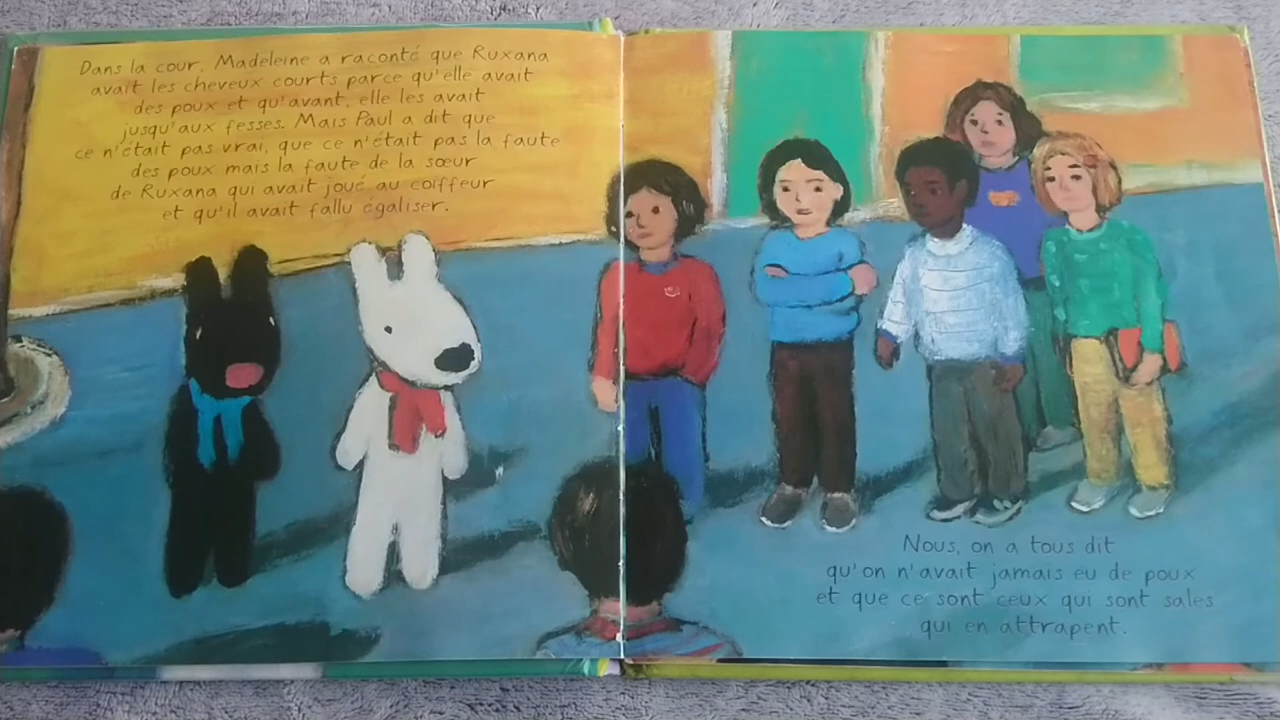 Dans la cour, Madeleine a raconté que Ruxana
avait les cheveux courts parce qu'elle avait
des poux et qu'avant, elle les avait
jusqu'aux fesses. Mais Paul a dit que
ce n'était pas vrai, que ce n'était pas la faute
des poux mais la faute de la sœur
de Ruxana qui avait joué au coiffeur
et qu'il avait fallu égaliser.
Nous, on a tous dit
qu'on n'avait jamais eu de poux
et que ce sont ceux qui sont sales
qui en attrapent.